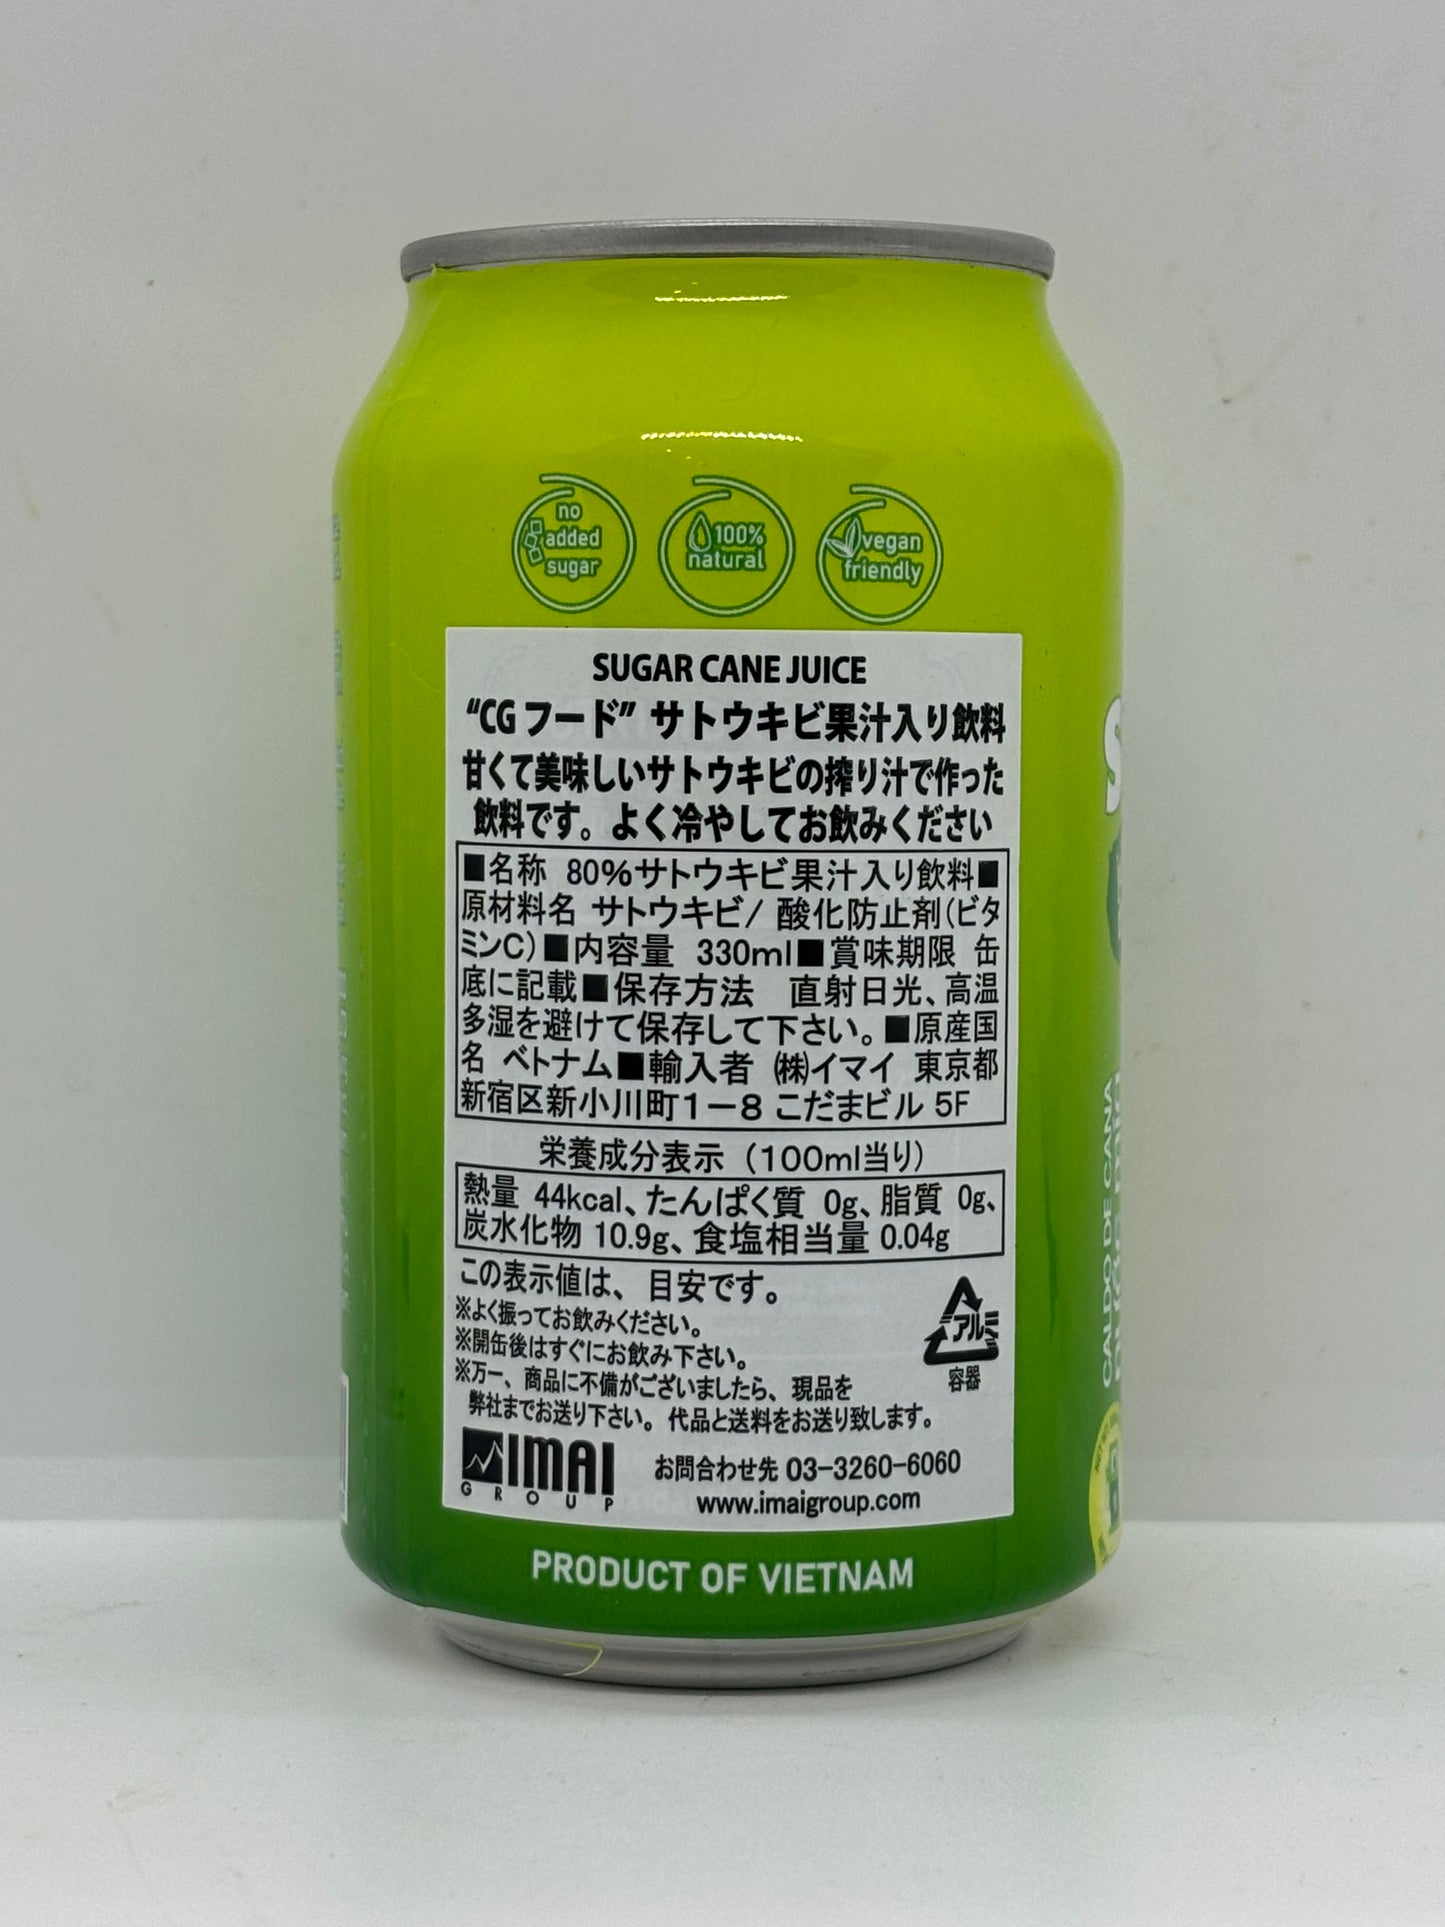 no
added
sugar
100%
natural
vegan
friendly
SUGAR CANE JUICE
“CG フード” サトウキビ果汁入り飲料
甘くて美味しいサトウキビの搾り汁で作った
飲料です。よく冷やしてお飲みください
■名称 80%サトウキビ果汁入り飲料■
原材料名 サトウキビ/ 酸化防止剤(ビタ
ミンC)■内容量 330ml■賞味期限 缶
底に記載■保存方法 直射日光、高温
多湿を避けて保存して下さい。■原産国
名 ベトナム■輸入者 ㈱イマイ 東京都
新宿区新小川町1-8 こだまビル 5F
栄養成分表示 (100ml当り)
熱量 44kcal、たんぱく質 0g、脂質 0g、
炭水化物 10.9g、食塩相当量 0.04g
この表示値は、目安です。
※よく振ってお飲みください。
※開缶後はすぐにお飲み下さい。
※万一、商品に不備がございましたら、現品を
弊社までお送り下さい。代品と送料をお送り致します。
アルミ
容器
IMAI
GROUP
お問合わせ先 03-3260-6060
www.imaigroup.com
PRODUCT OF VIETNAM
CALDO DE CANA